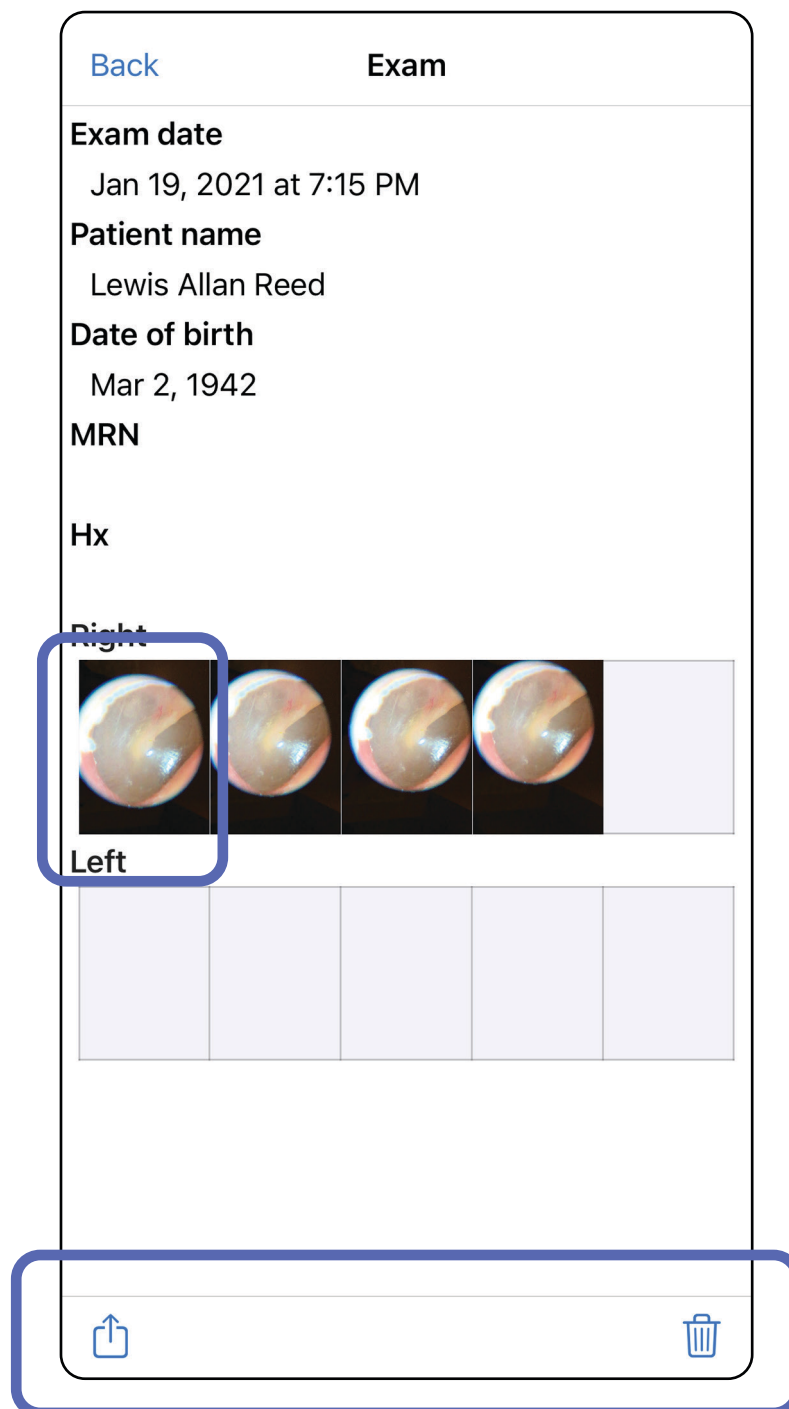 Back
Exam
Exam date
Jan 19, 2021 at 7:15 PM
Patient name
Lewis Allan Reed
Date of birth
Mar 2, 1942
MRN
Hx
Right
Left